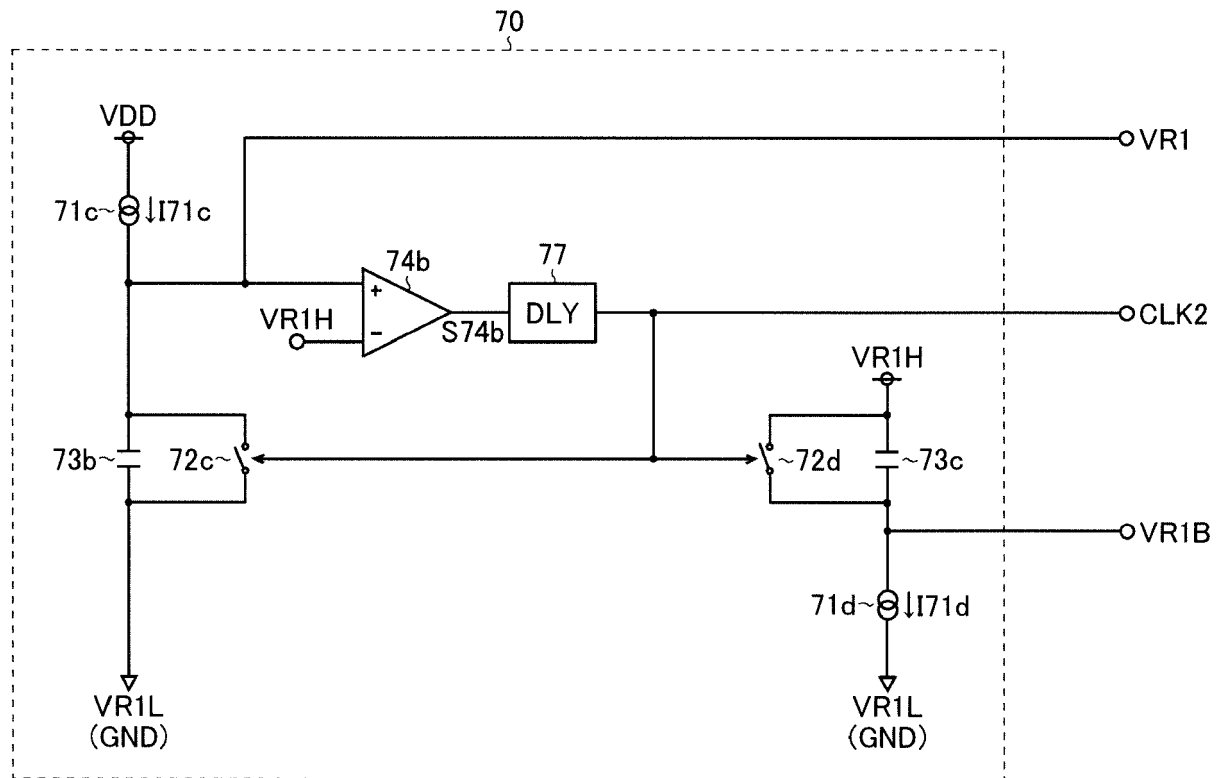 70
VDD
VR1
71c~ ↓I71c
74b
77
VR1H
+
-
S74b
DLY
CLK2
VR1H
73b~
72c~
~72d
~73c
VR1B
71d~ ↓I71d
VR1L
(GND)
VR1L
(GND)